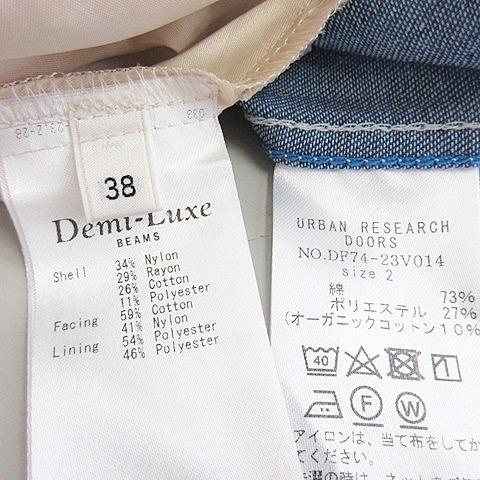 38
Demi-Luxe
BEAMS
Shell 34% Nylon
29% Rayon
26% Cotton
11% Polyester
Facing 59% Cotton
41% Nylon
Lining 54% Polyester
46% Polyester
URBAN RESEARCH
DOORS
NO.DF74-23V014
size 2
綿 73%
ポリエステル 27%
(オーガニックコットン10%
40
F W
アイロンは、当て布をしてか
てください。